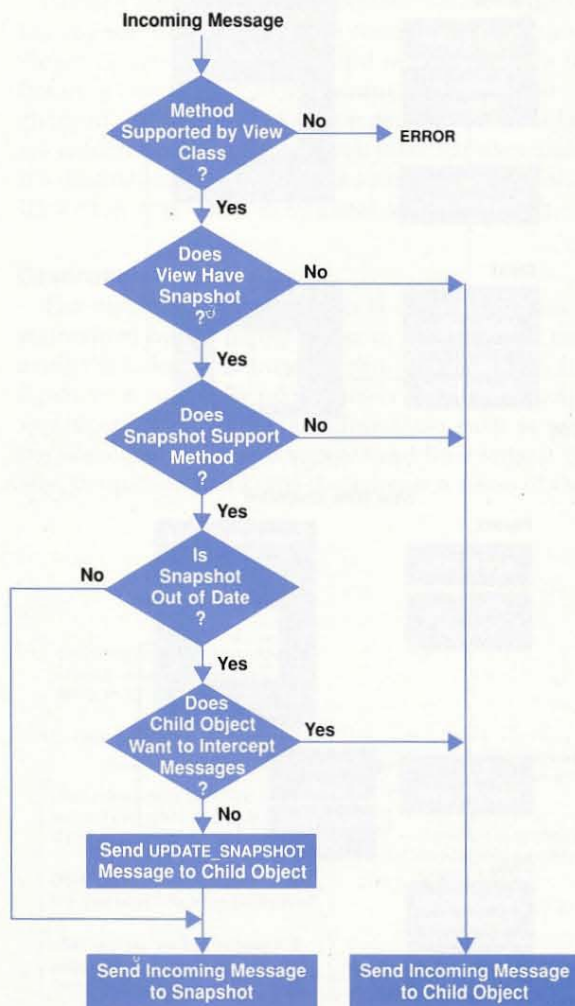 Incoming Message
Method
Supported by View
Class
?
No
ERROR
Yes
Does
View Have
Snapshot
?
No
Yes
Does
Snapshot Support
Method
?
No
Yes
Is
Snapshot
Out of Date
?
No
Yes
Does
Child Object
Want to Intercept
Messages
?
Yes
No
Send UPDATE_SNAPSHOT
Message to Child Object
Send Incoming Message
to Snapshot
Send Incoming Message
to Child Object